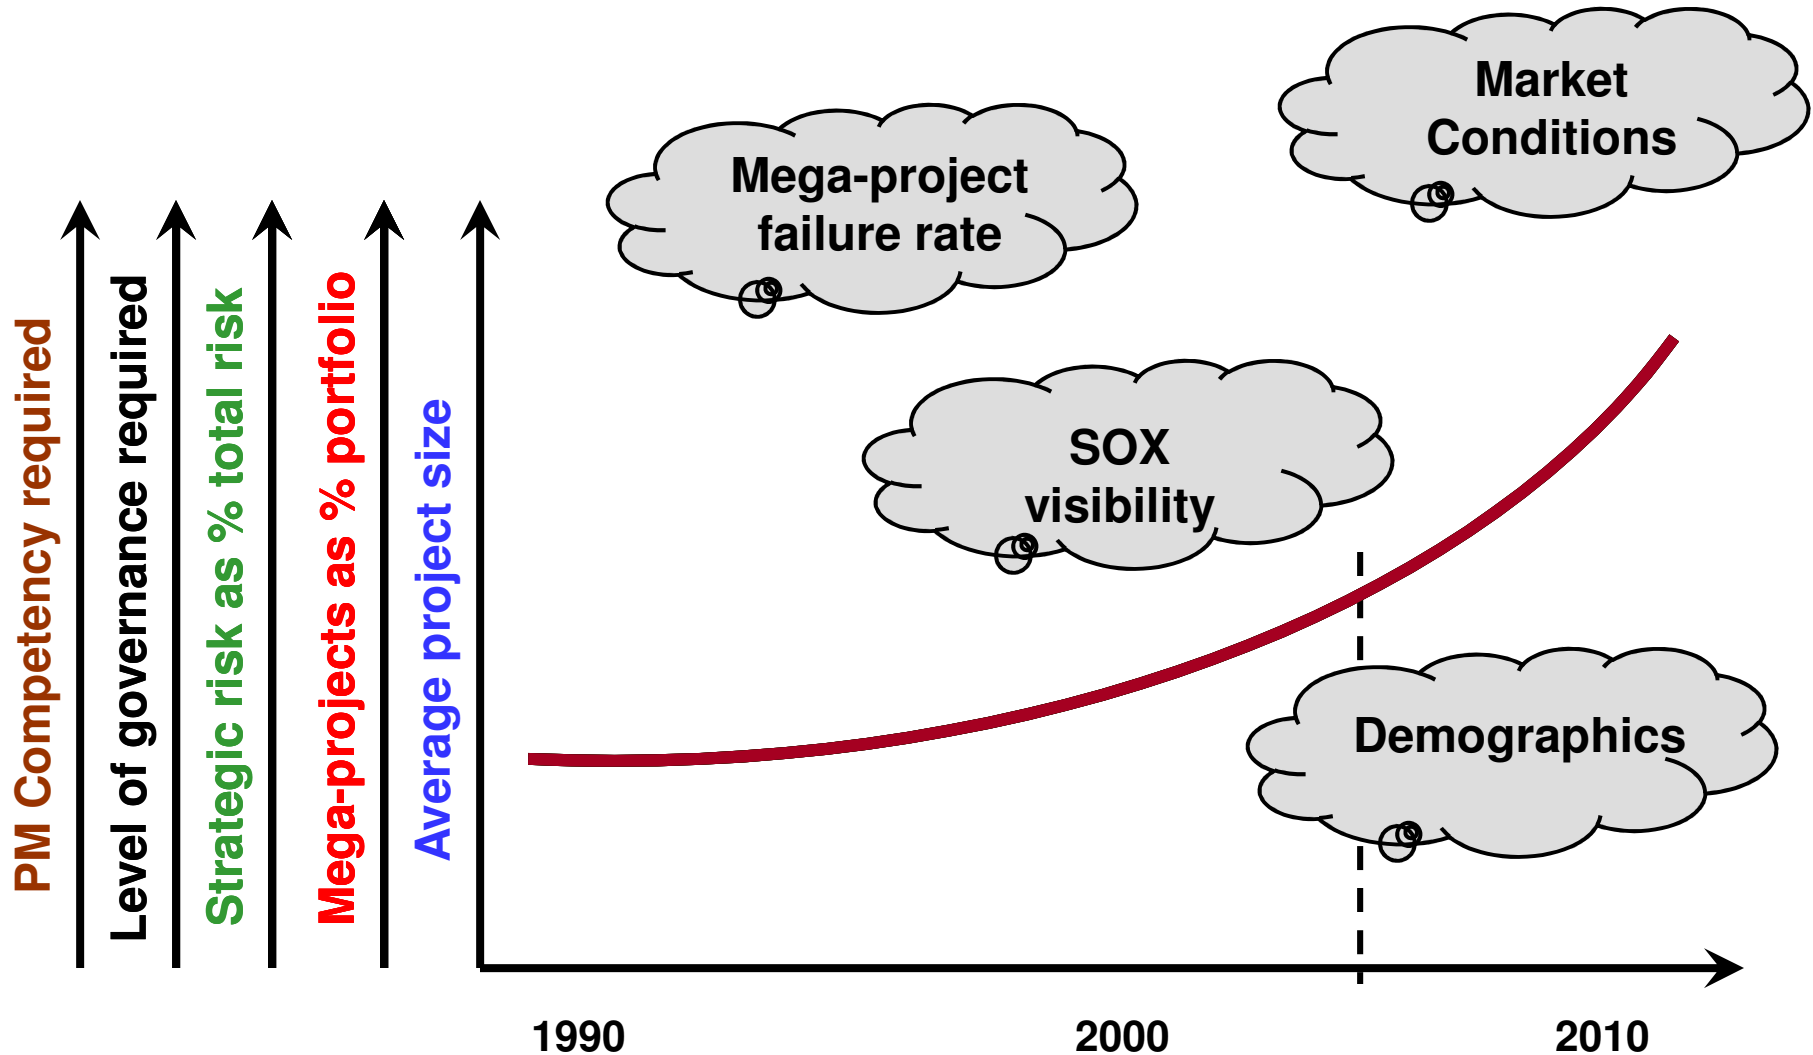 Market
Conditions
Mega-project
failure rate
SOX
visibility
Demographics
PM Competency required
Level of governance required
Strategic risk as % total risk
Mega-projects as % portfolio
Average project size
1990
2000
2010